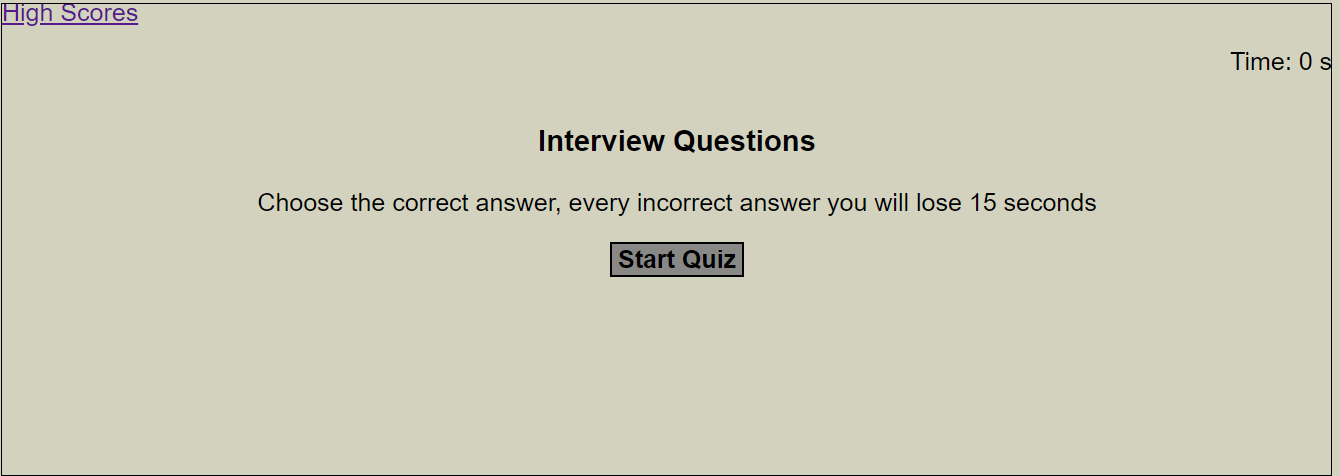 High Scores
Time: 0 s
Interview Questions
Choose the correct answer, every incorrect answer you will lose 15 seconds
Start Quiz